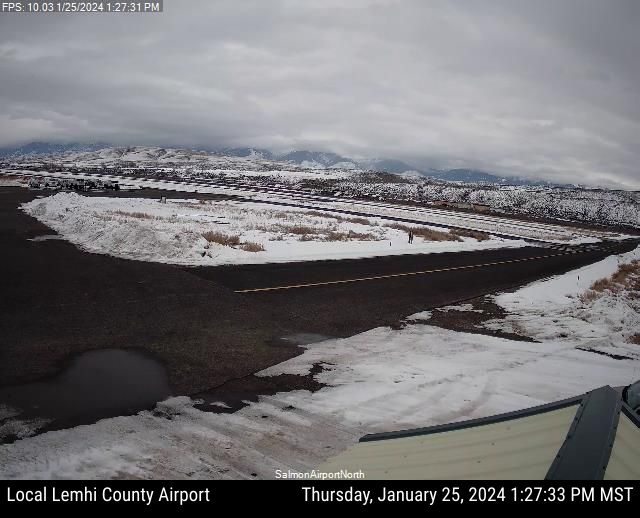 FPS: 10.03 1/25/2024 1:27:31 PM
SalmonAirportNorth
Local Lemhi County Airport Thursday, January 25, 2024 1:27:33 PM MST